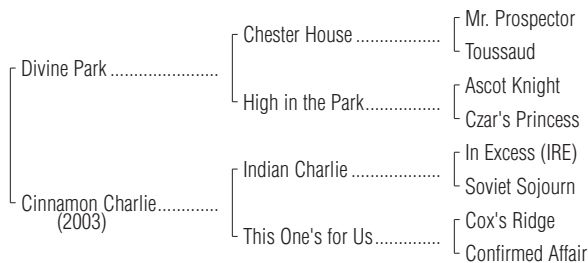 Mr. Prospector
Chester House ..................
Toussaud
Divine Park .......................
Ascot Knight
High in the Park................
Czar's Princess
In Excess (IRE)
Indian Charlie ...................
Soviet Sojourn
Cinnamon Charlie.............
(2003)
Cox's Ridge
This One's for Us..............
Confirmed Affair